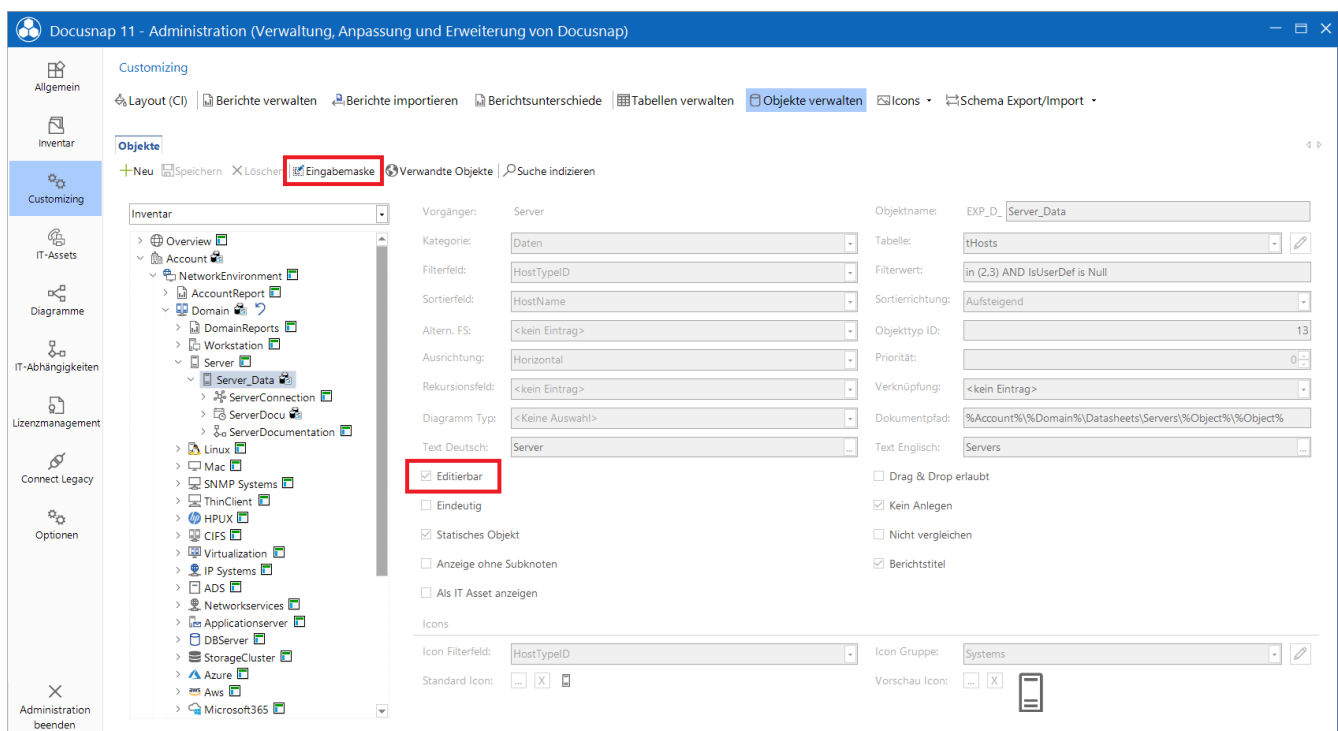 Docusnap 11 - Administration (Verwaltung, Anpassung und Erweiterung von Docusnap)
Allgemein
Inventar
Customizing
IT-Assets
Diagramme
IT-Abhängigkeiten
Lizenzmanagement
Connect Legacy
Optionen
Administration beenden
Customizing
Layout (CI) Berichte verwalten Berichte importieren Berichtsunterschiede Tabellen verwalten Objekte verwalten Icons Schema Export/Import
Objekte
Neu Speichern Löschen Eingabemaske Verwandte Objekte Suche indizieren
Inventar
Overview
Account
NetworkEnvironment
AccountReport
Domain
DomainReports
Workstation
Server
Server_Data
ServerConnection
ServerDocu
ServerDocumentation
Linux
Mac
SNMP Systems
ThinClient
HPUX
CIFS
Virtualization
IP Systems
ADS
Networkservices
Applicationserver
DBServer
StorageCluster
Azure
aws Aws
Microsoft365
Vorgänger: Server Objektname: EXP_D_ Server_Data
Kategorie: Daten Tabelle: tHosts
Filterfeld: HostTypeID Filterwert: in (2,3) AND IsUserDef is Null
Sortierfeld: HostName Sortierrichtung: Aufsteigend
Altern. FS: <kein Eintrag> Objekttyp ID: 13
Ausrichtung: Horizontal Priorität: 0
Rekursionsfeld: <kein Eintrag> Verknüpfung: <kein Eintrag>
Diagramm Typ: <Keine Auswahl> Dokumentpfad: %Account%\%Domain%\Datasheets\Servers\%Object%\%Object%
Text Deutsch: Server ... Text Englisch: Servers ...
Editierbar Drag & Drop erlaubt
Eindeutig Kein Anlegen
Statisches Objekt Nicht vergleichen
Anzeige ohne Subknoten Berichtstitel
Als IT Asset anzeigen
Icons
Icon Filterfeld: HostTypeID Icon Gruppe: Systems
Standard Icon: ... X Vorschau Icon: ... X